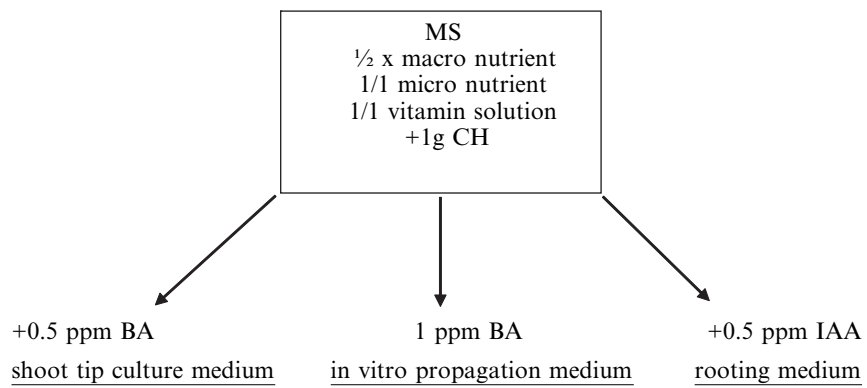 MS
½ x macro nutrient
1/1 micro nutrient
1/1 vitamin solution
+1g CH
+0.5 ppm BA
shoot tip culture medium
1 ppm BA
in vitro propagation medium
+0.5 ppm IAA
rooting medium